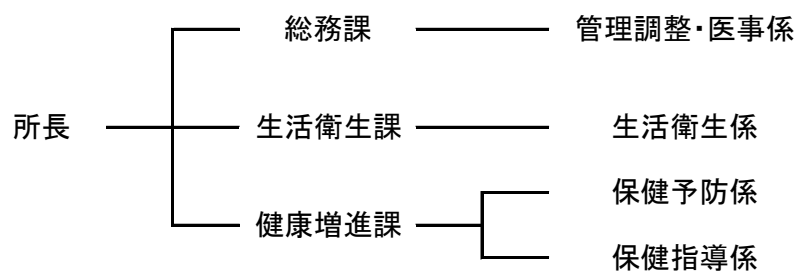 総務課
管理調整・医事係
所長
生活衛生課
生活衛生係
健康増進課
保健予防係
保健指導係